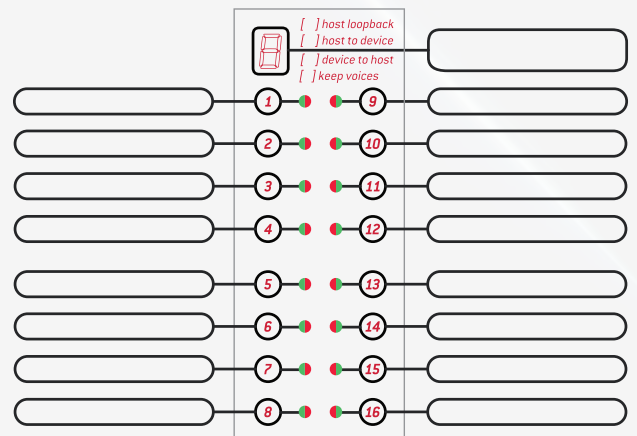 [ ] host loopback
[ ] host to device
[ ] device to host
[ ] keep voices
1 9
2 10
3 11
4 12
5 13
6 14
7 15
8 16